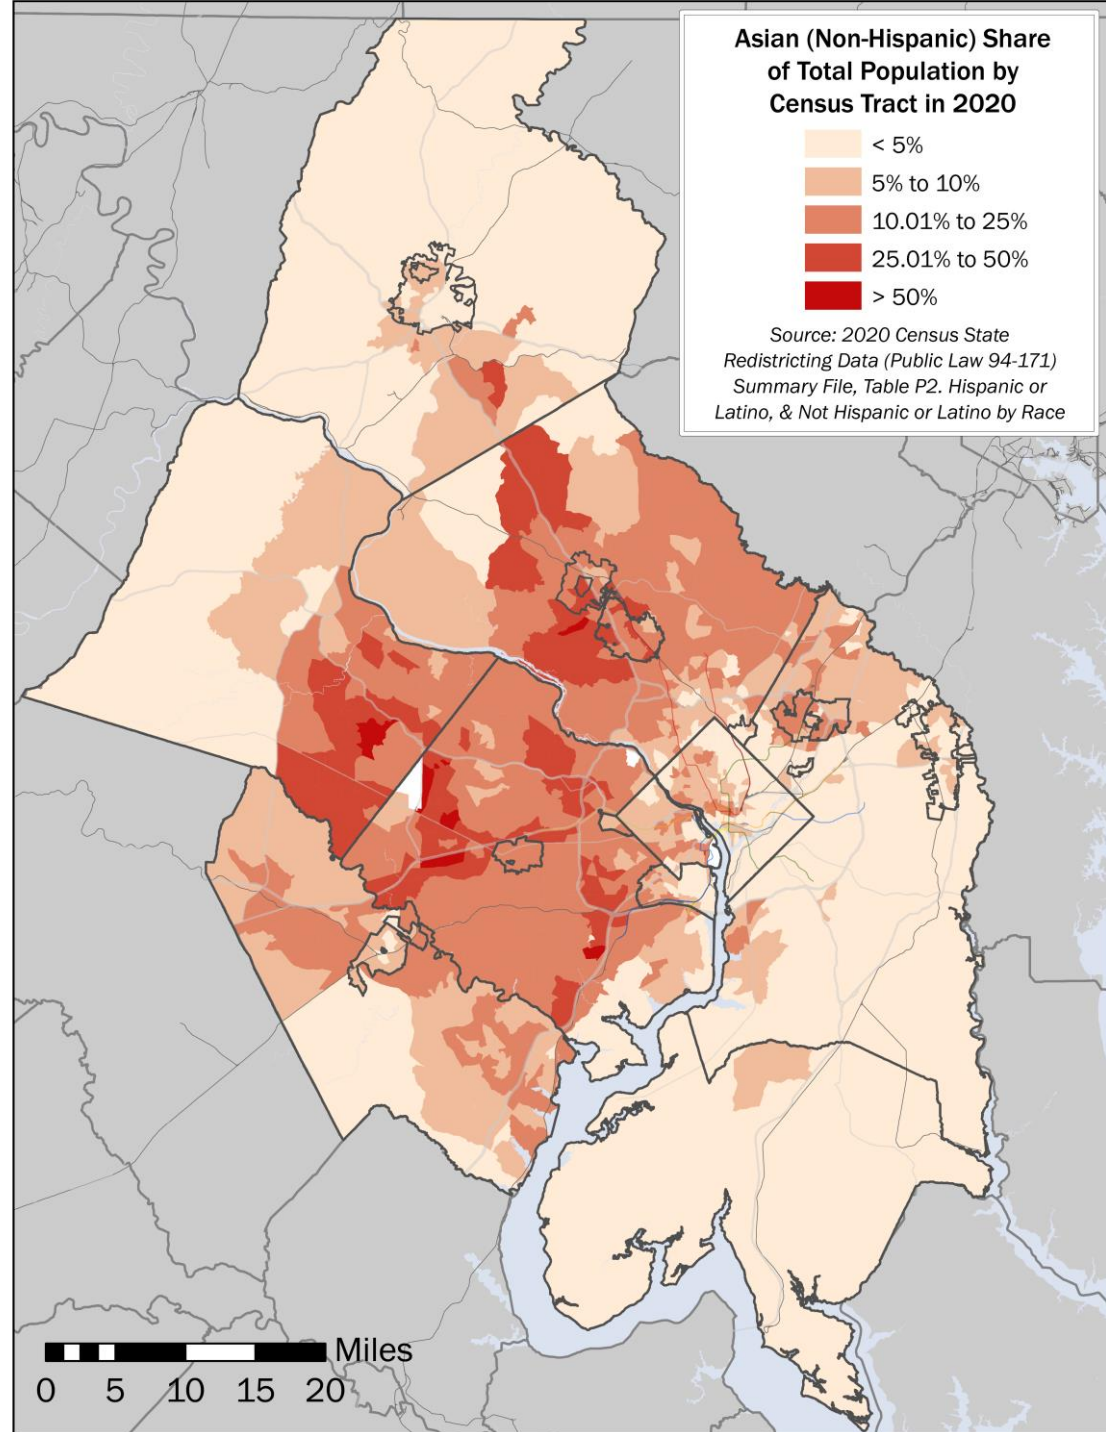 Asian (Non-Hispanic) Share
of Total Population by
Census Tract in 2020
< 5%
5% to 10%
10.01% to 25%
25.01% to 50%
> 50%
Source: 2020 Census State
Redistricting Data (Public Law 94-171)
Summary File, Table P2. Hispanic or
Latino, & Not Hispanic or Latino by Race
Miles
0 5 10 15 20